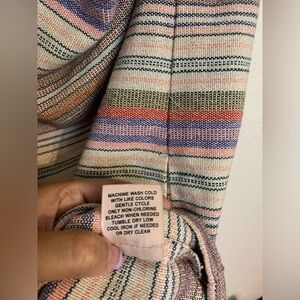 MACHINE WASH COLD
WITH LIKE COLORS
GENTLE CYCLE
ONLY NON-CHLORINE
BLEACH WHEN NEEDED
TUMBLE DRY LOW
COOL IRON IF NEEDED
OR DRY CLEAN